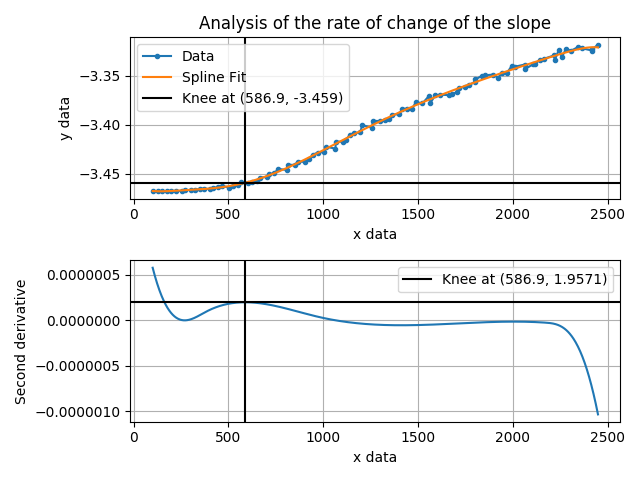 Analysis of the rate of change of the slope
Data
Spline Fit
Knee at (586.9, -3.459)
y data
−3.35
−3.40
−3.45
0 500 1000 1500 2000 2500
x data
Knee at (586.9, 1.9571)
Second derivative
0.0000005
0.0000000
−0.0000005
−0.0000010
0 500 1000 1500 2000 2500
x data